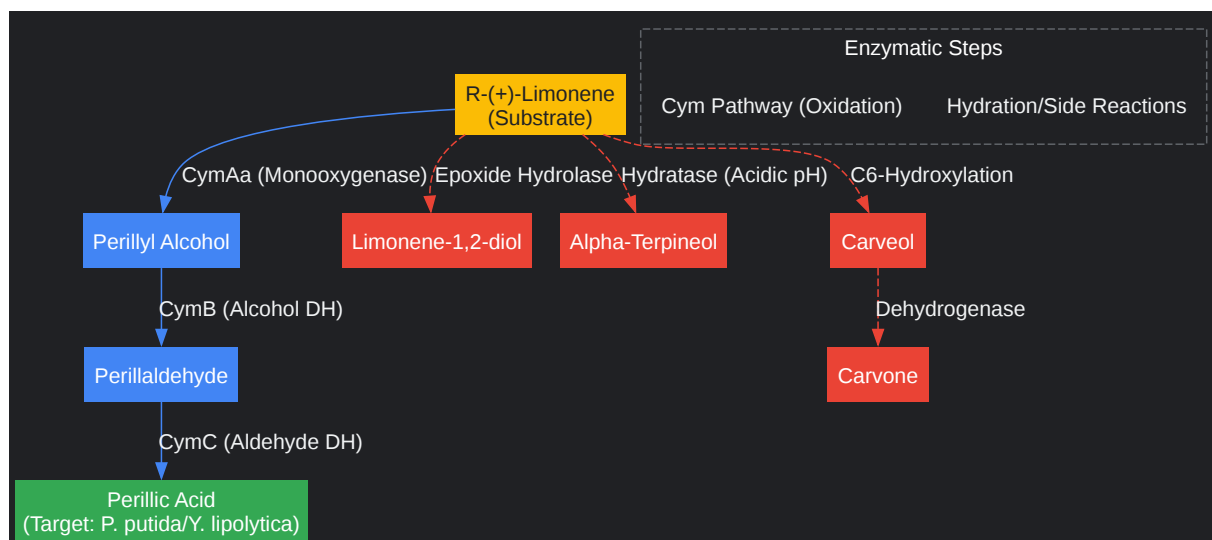 Enzymatic Steps
Cym Pathway (Oxidation)
Hydration/Side Reactions
R-(+)-Limonene
(Substrate)
CymAa (Monooxygenase)
Epoxide Hydrolase
Hydratase (Acidic pH)
C6-Hydroxylation
Perillyl Alcohol
Limonene-1,2-diol
Alpha-Terpineol
Carveol
CymB (Alcohol DH)
Dehydrogenase
Perillaldehyde
Carvone
CymC (Aldehyde DH)
Perillic Acid
(Target: P. putida/Y. lipolytica)